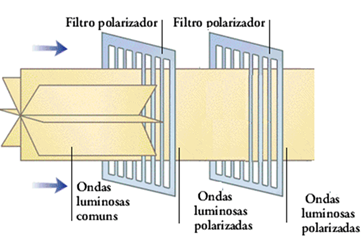 Filtro polarizador
Filtro polarizador
Ondas
luminosas
comuns
Ondas
luminosas
polarizadas
Ondas
luminosas
polarizadas